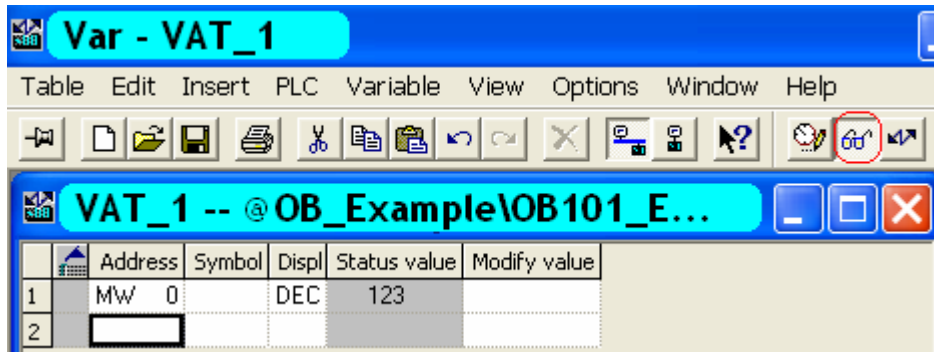 Var - VAT_1
Table Edit Insert PLC Variable View Options Window Help
VAT_1 -- @OB_Example\OB101_E...
Address Symbol Displ Status value Modify value
1 MW 0 DEC 123
2